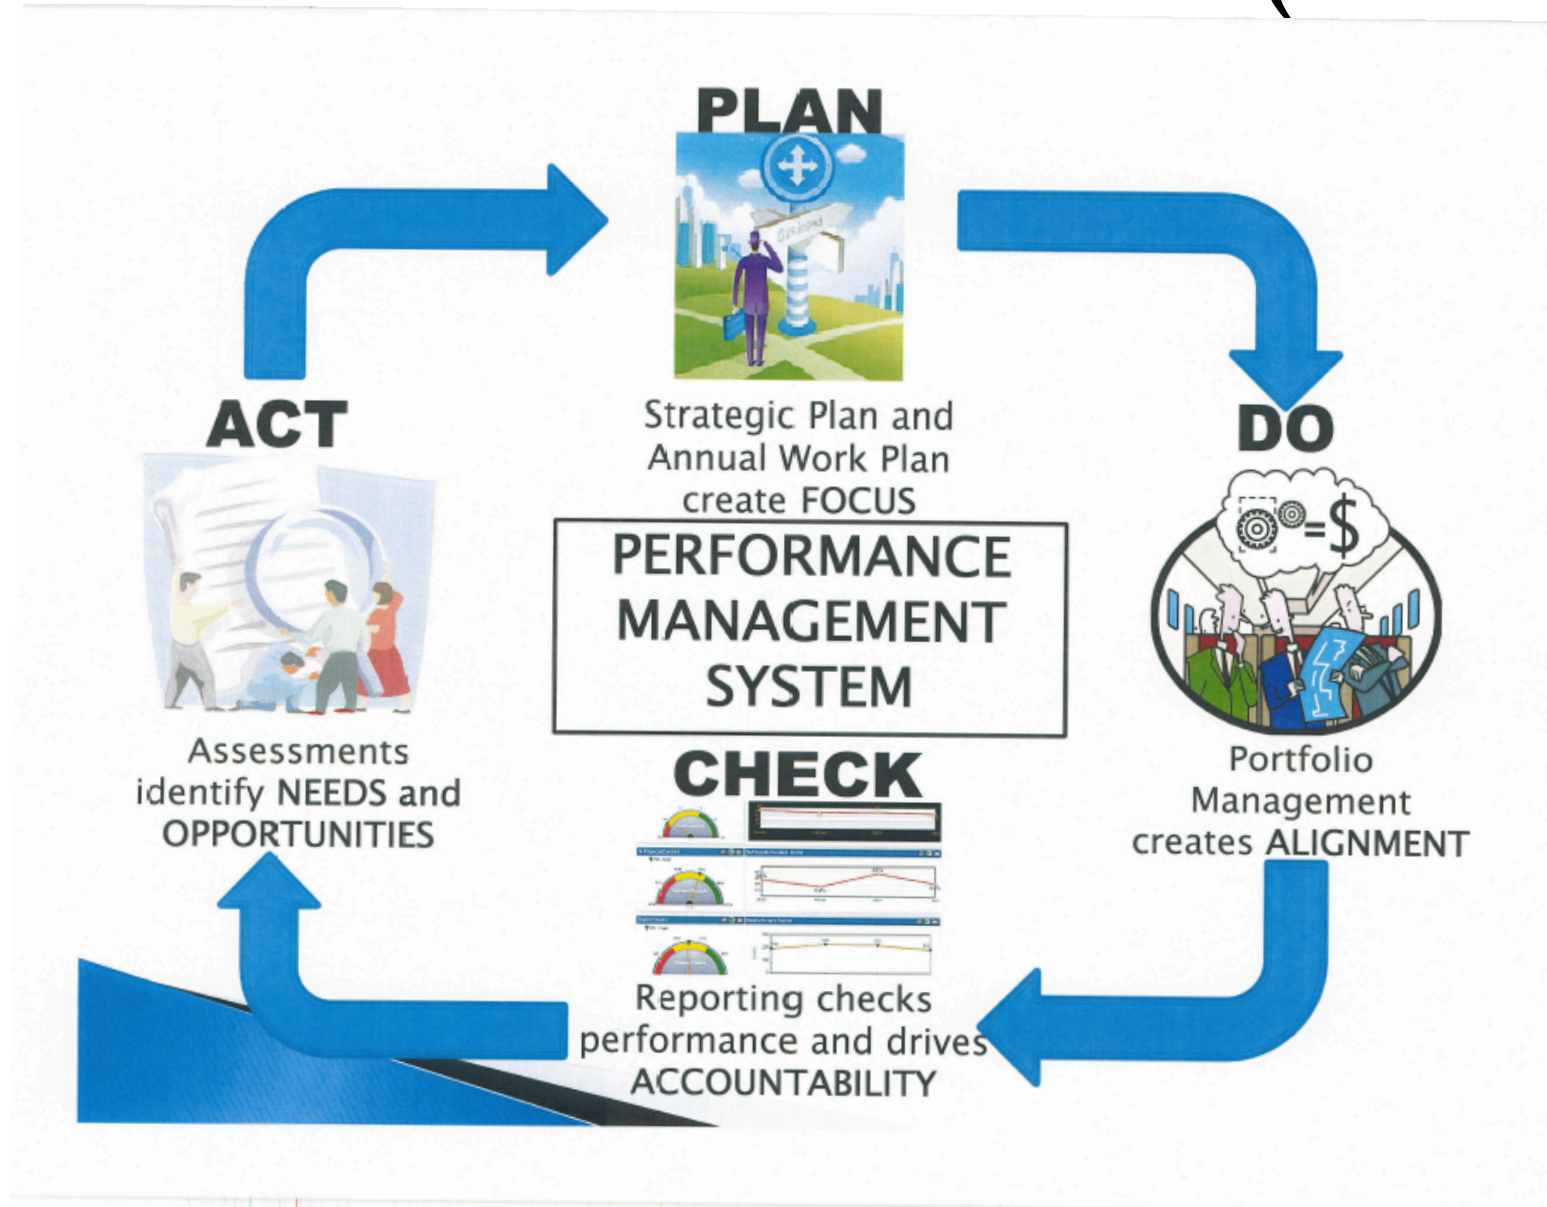 PLAN
Strategic Plan and
Annual Work Plan
create FOCUS
DO
=$
Portfolio
Management
creates ALIGNMENT
PERFORMANCE
MANAGEMENT
SYSTEM
CHECK
Reporting checks
performance and drives
ACCOUNTABILITY
ACT
Assessments
identify NEEDS and
OPPORTUNITIES